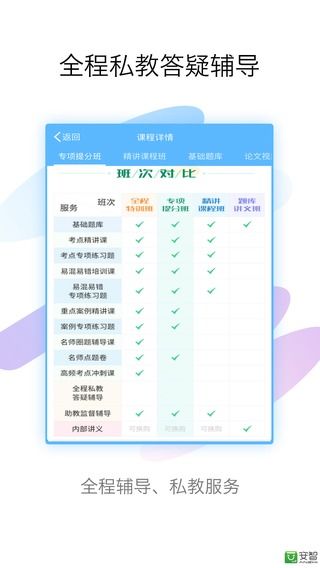 全程私教答疑辅导
返回 课程详情
专项提分班 精讲课程班 基础题库 论文视
班/次/对/比
班次
服务
全程特训班 专项提分班 精讲课程班 题库讲义班
基础题库
考点精讲课
考点专项练习题
易混易错培训课
易混易错
专项练习题
重点案例精讲课
案例专项练习题
名师圈题辅导课
名师点题卷
高频考点冲刺课
全程私教
答疑辅导
助教监督辅导
内部讲义 可换购 可换购 可换购
全程辅导、私教服务
安智